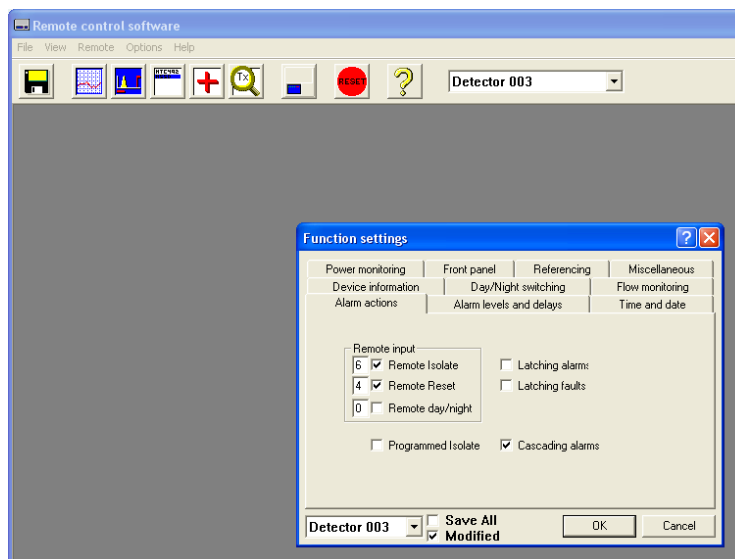 Remote control software
File View Remote Options Help
HTC492 Tx RESET Detector 003
Function settings
Power monitoring Front panel Referencing Miscellaneous
Device information Day/Night switching Flow monitoring
Alarm actions Alarm levels and delays Time and date
Remote input
6 Remote Isolate Latching alarms
4 Remote Reset Latching faults
0 Remote day/night
Programmed Isolate Cascading alarms
Detector 003 Save All OK Cancel
Modified